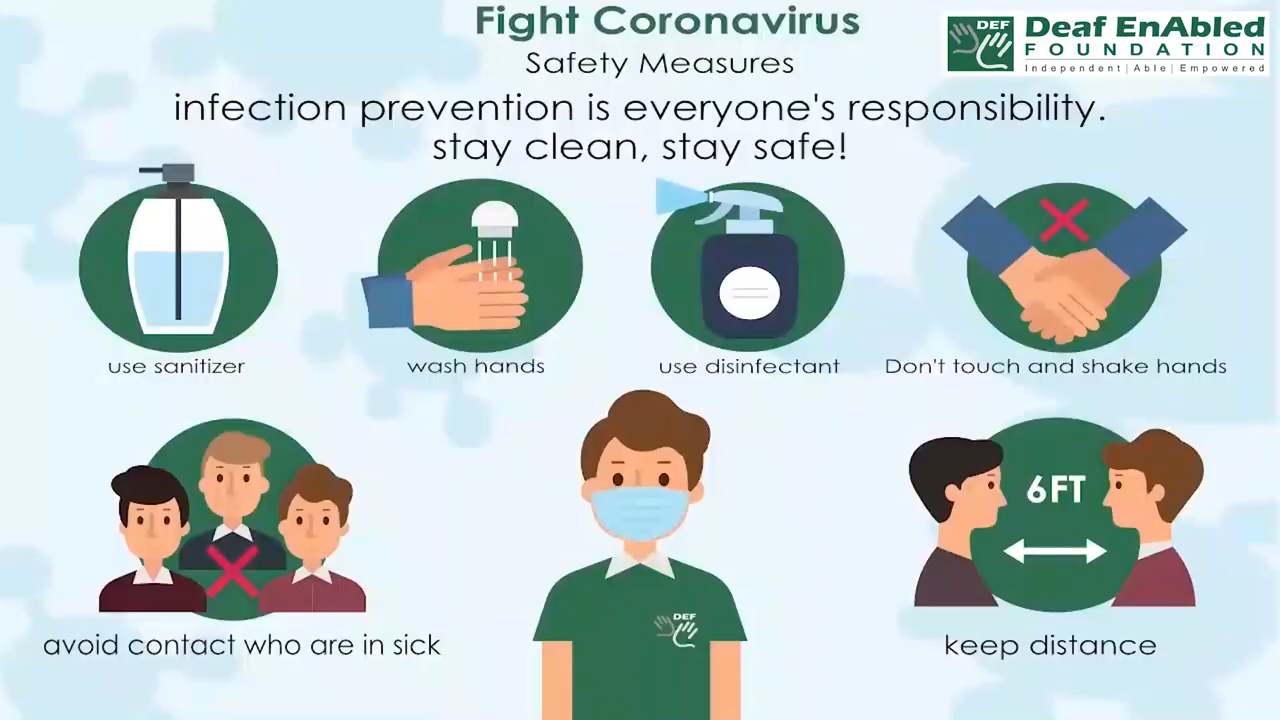 Fight Coronavirus
Safety Measures
infection prevention is everyone's responsibility.
stay clean, stay safe!
DEF
Deaf EnAbled
FOUNDATION
Independent | Able | Empowered
use sanitizer
wash hands
use disinfectant
Don't touch and shake hands
6FT
DEF
avoid contact who are in sick
keep distance